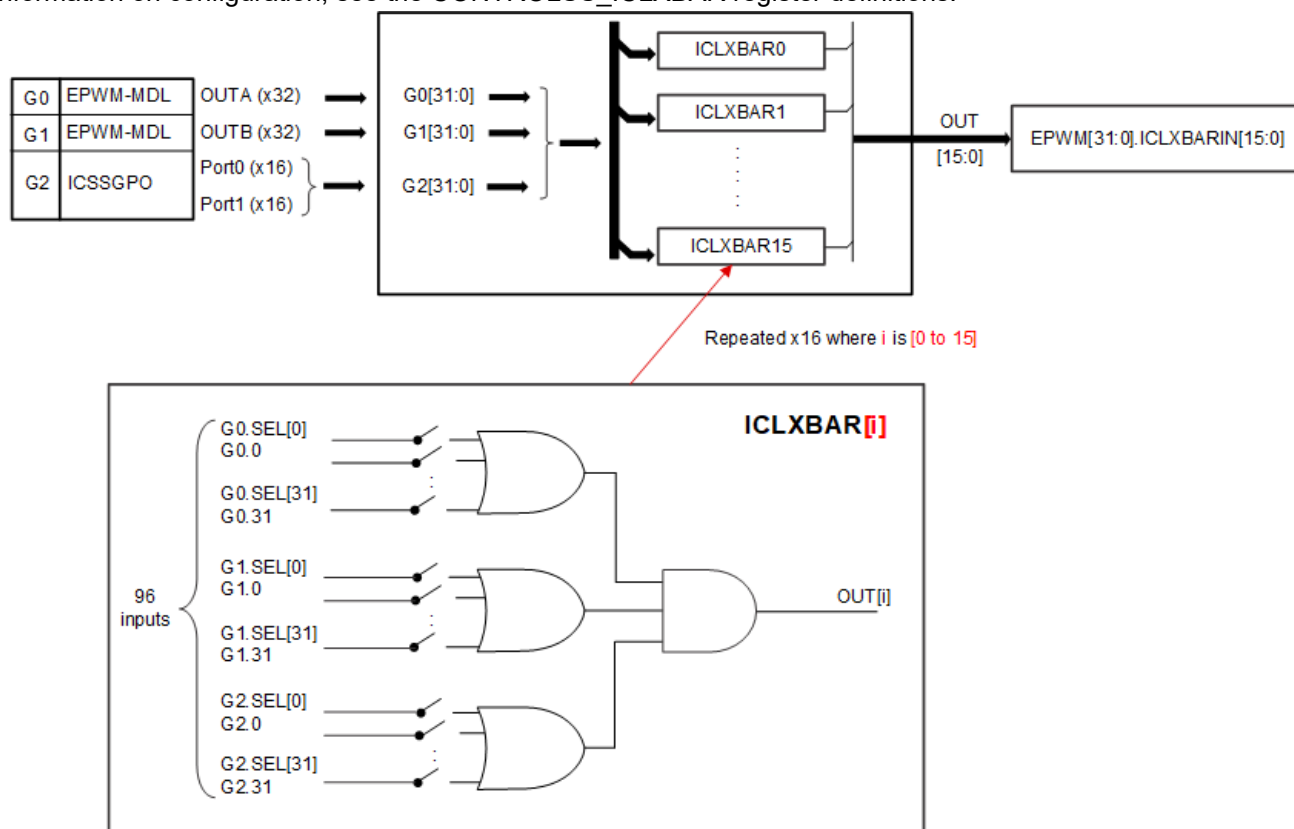 G0 EPWM-MDL OUTA (x32) G0[31:0] ICLXBAR0
G1 EPWM-MDL OUTB (x32) G1[31:0] ICLXBAR1
G2 ICSSGPO Port0 (x16) G2[31:0]
Port1 (x16)
ICLXBAR15
OUT
[15:0]
EPWM[31:0].ICLXBARIN[15:0]
Repeated x16 where i is [0 to 15]
ICLXBAR[i]
96
inputs
G0.SEL[0]
G0.0
G0.SEL[31]
G0.31
G1.SEL[0]
G1.0
G1.SEL[31]
G1.31
G2.SEL[0]
G2.0
G2.SEL[31]
G2.31
OUT[i]